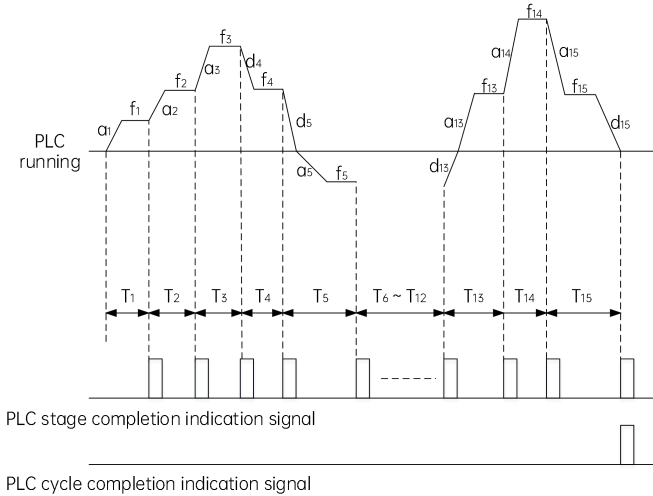 f14
f3
a14
a15
d4
a3
f2
f4
f13
f15
f1
a2
a1
d5
a13
d15
PLC
running
a5
f5
d13
T1 T2 T3 T4 T5 T6 ~ T12 T13 T14 T15
PLC stage completion indication signal
PLC cycle completion indication signal